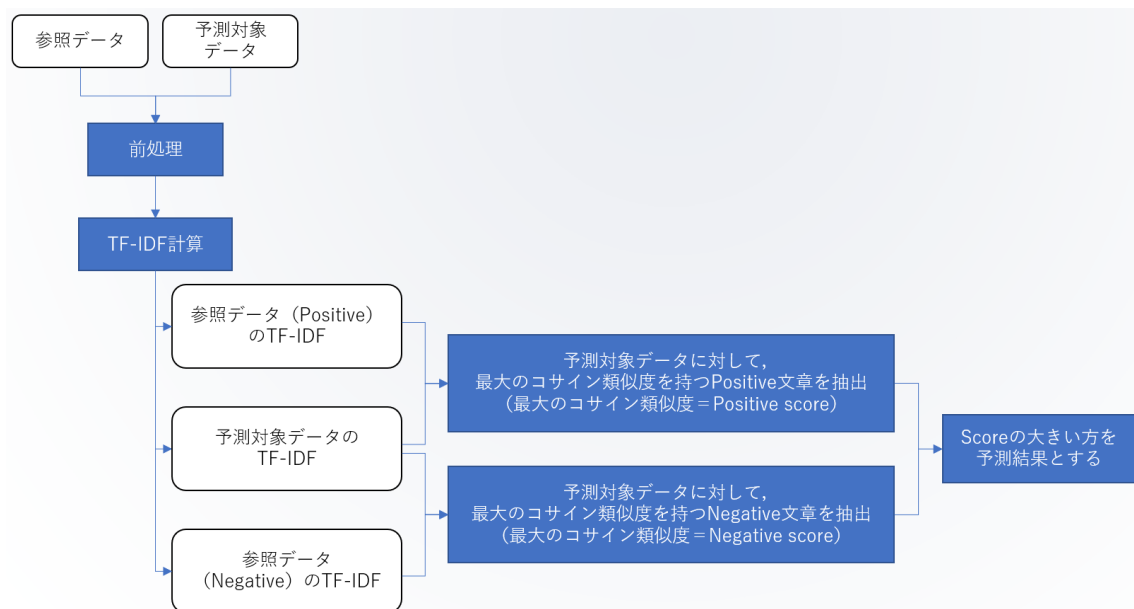 参照データ
予測対象
データ
前処理
TF-IDF計算
参照データ（Positive）
のTF-IDF
予測対象データの
TF-IDF
参照データ
（Negative）のTF-IDF
予測対象データに対して，
最大のコサイン類似度を持つPositive文章を抽出
（最大のコサイン類似度＝Positive score）
予測対象データに対して，
最大のコサイン類似度を持つNegative文章を抽出
（最大のコサイン類似度＝Negative score）
Scoreの大きい方を
予測結果とする